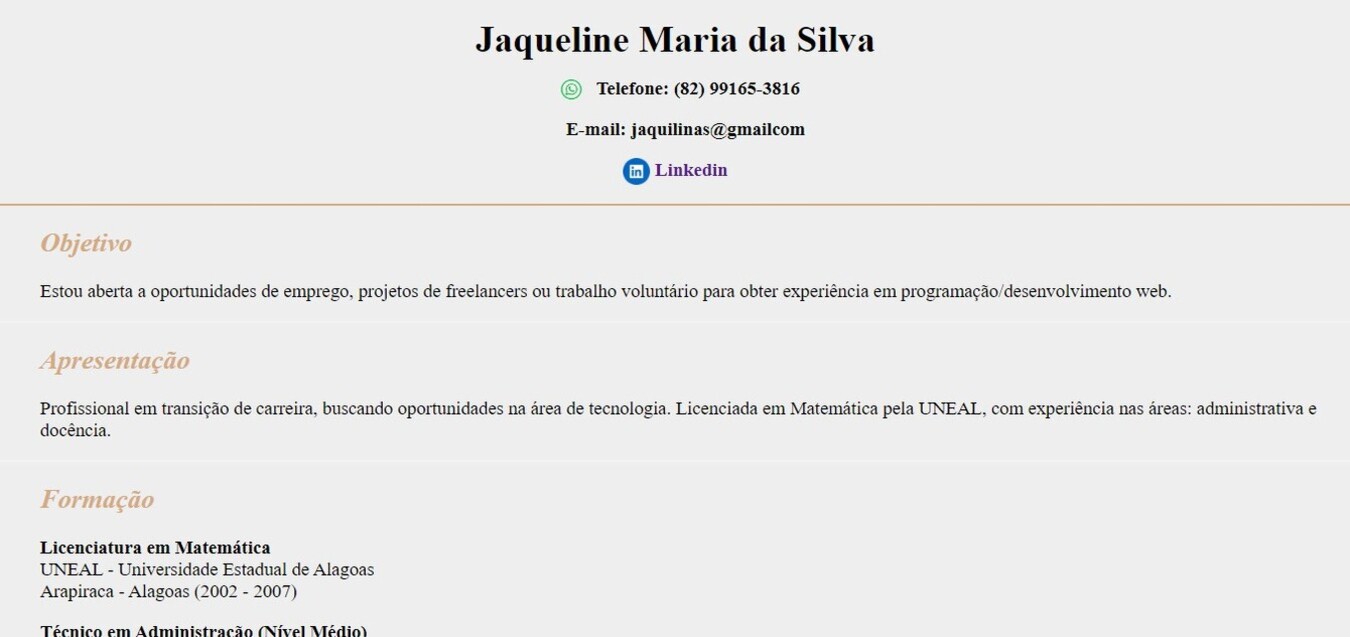 Jaqueline Maria da Silva
Telefone: (82) 99165-3816
E-mail: jaquilinas@gmailcom
in Linkedin
Objetivo
Estou aberta a oportunidades de emprego, projetos de freelancers ou trabalho voluntário para obter experiência em programação/desenvolvimento web.
Apresentação
Profissional em transição de carreira, buscando oportunidades na área de tecnologia. Licenciada em Matemática pela UNEAL, com experiência nas áreas: administrativa e
docência.
Formação
Licenciatura em Matemática
UNEAL - Universidade Estadual de Alagoas
Arapiraca - Alagoas (2002 - 2007)
Técnico em Administração (Nível Médio)